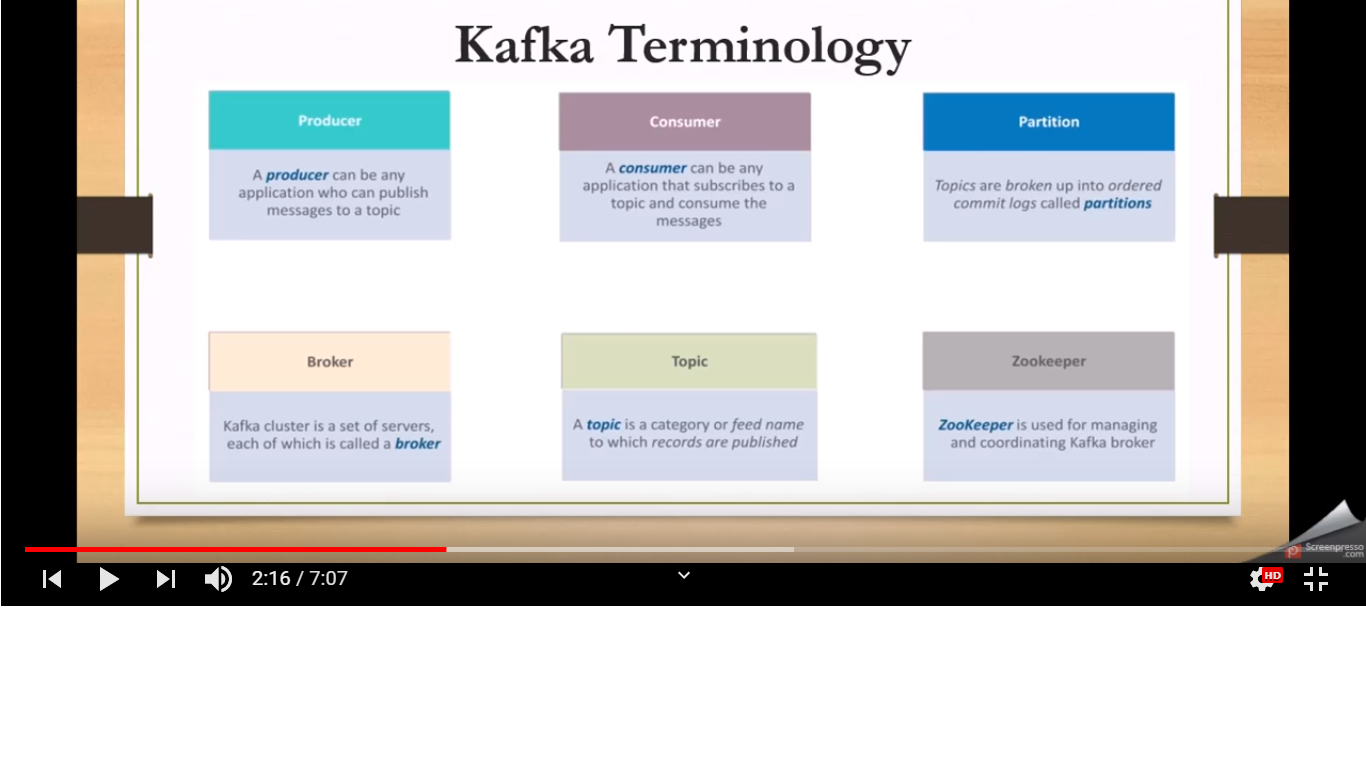 Kafka Terminology
Producer
A producer can be any
application who can publish
messages to a topic
Consumer
A consumer can be any
application that subscribes to a
topic and consume the
messages
Partition
Topics are broken up into ordered
commit logs called partitions
Broker
Kafka cluster is a set of servers,
each of which is called a broker
Topic
A topic is a category or feed name
to which records are published
Zookeeper
ZooKeeper is used for managing
and coordinating Kafka broker
Screenpresso
.com
2:16 / 7:07
HD